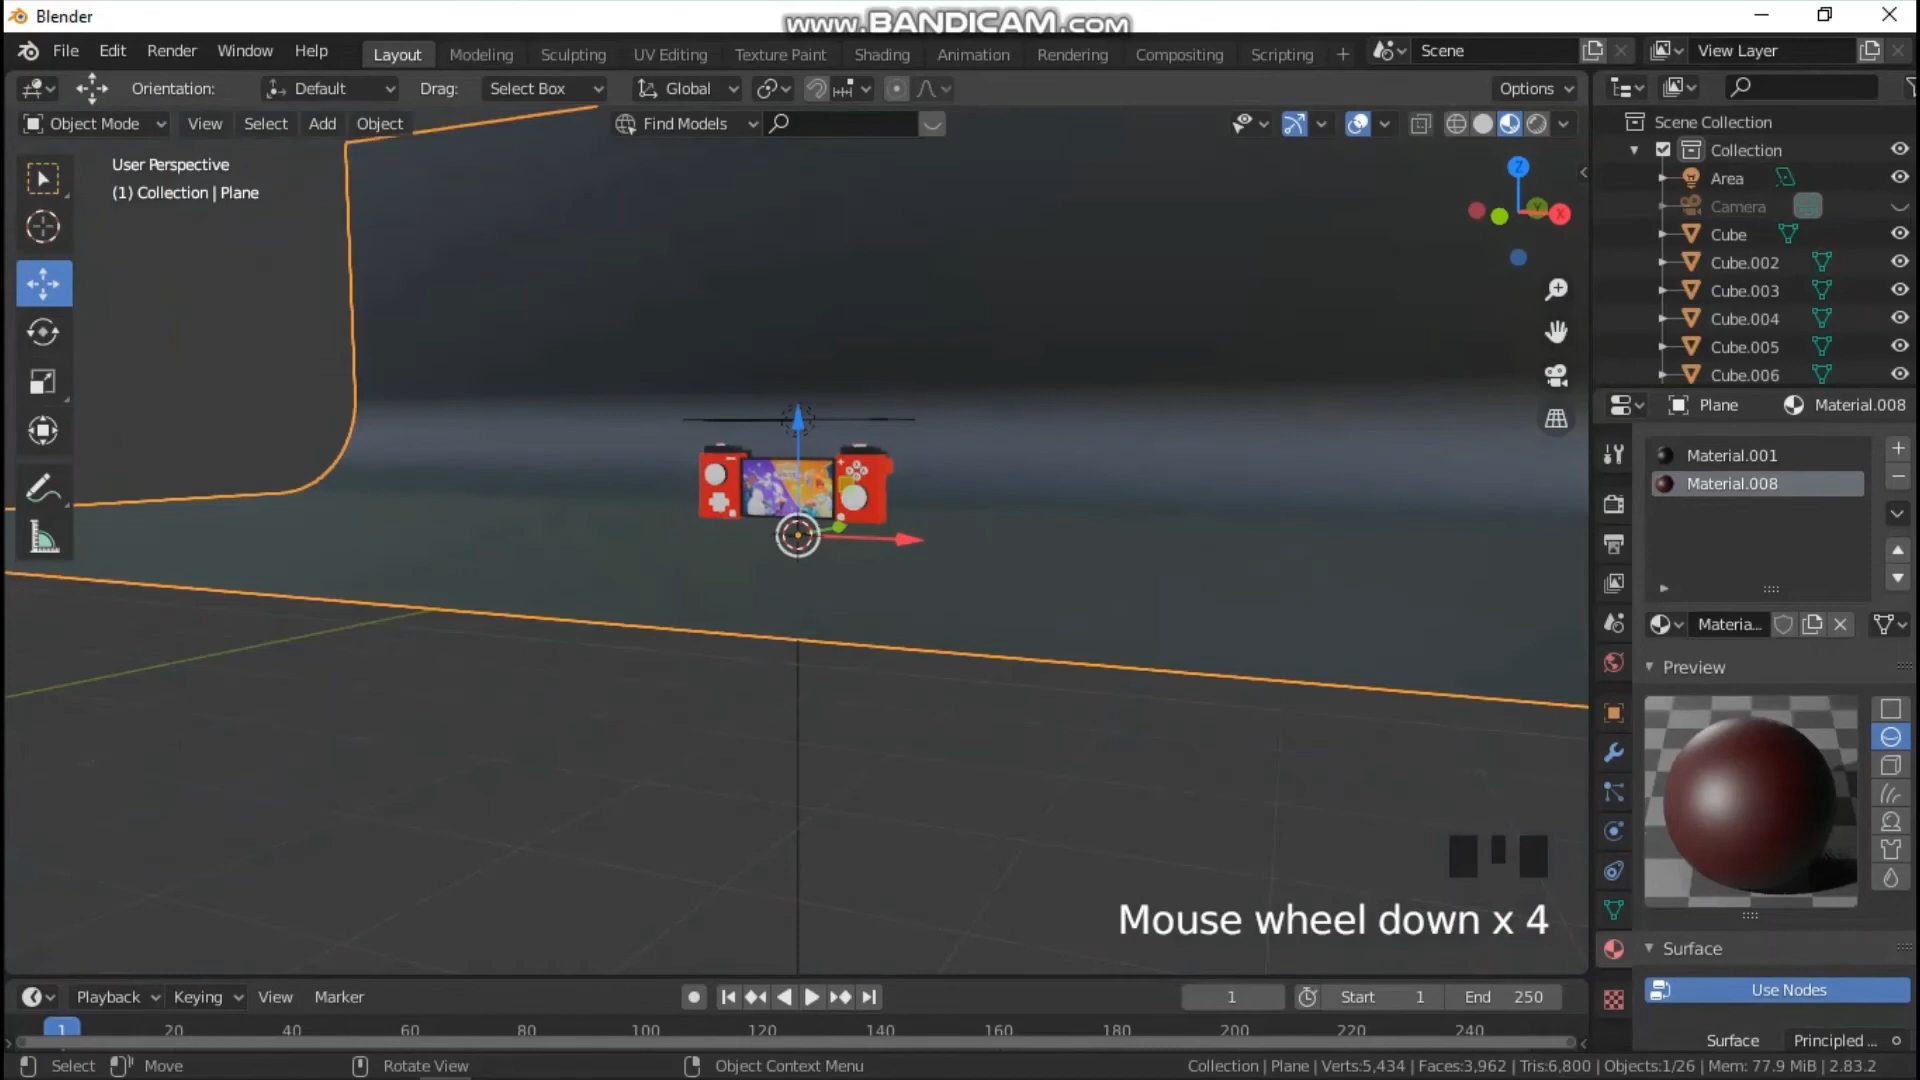 Blender
www.BANDICAM.com
File Edit Render Window Help
Layout Modeling Sculpting UV Editing Texture Paint Shading Animation Rendering Compositing Scripting +
Scene
View Layer
Orientation: Default Drag: Select Box Global Options
Object Mode View Select Add Object Find Models
User Perspective
(1) Collection | Plane
Z
Y
X
Scene Collection
Collection
Area
Camera
Cube
Cube.002
Cube.003
Cube.004
Cube.005
Cube.006
Plane Material.008
Material.001
Material.008
Materia...
Preview
Surface
Use Nodes
Surface Principled ...
Mouse wheel down x 4
Playback Keying View Marker
1 Start 1 End 250
1 20 40 60 80 100 120 140 160 180 200 220 240
Select Move Rotate View Object Context Menu
Collection | Plane | Verts:5,434 | Faces:3,962 | Tris:6,800 | Objects:1/26 | Mem: 77.9 MiB | 2.83.2